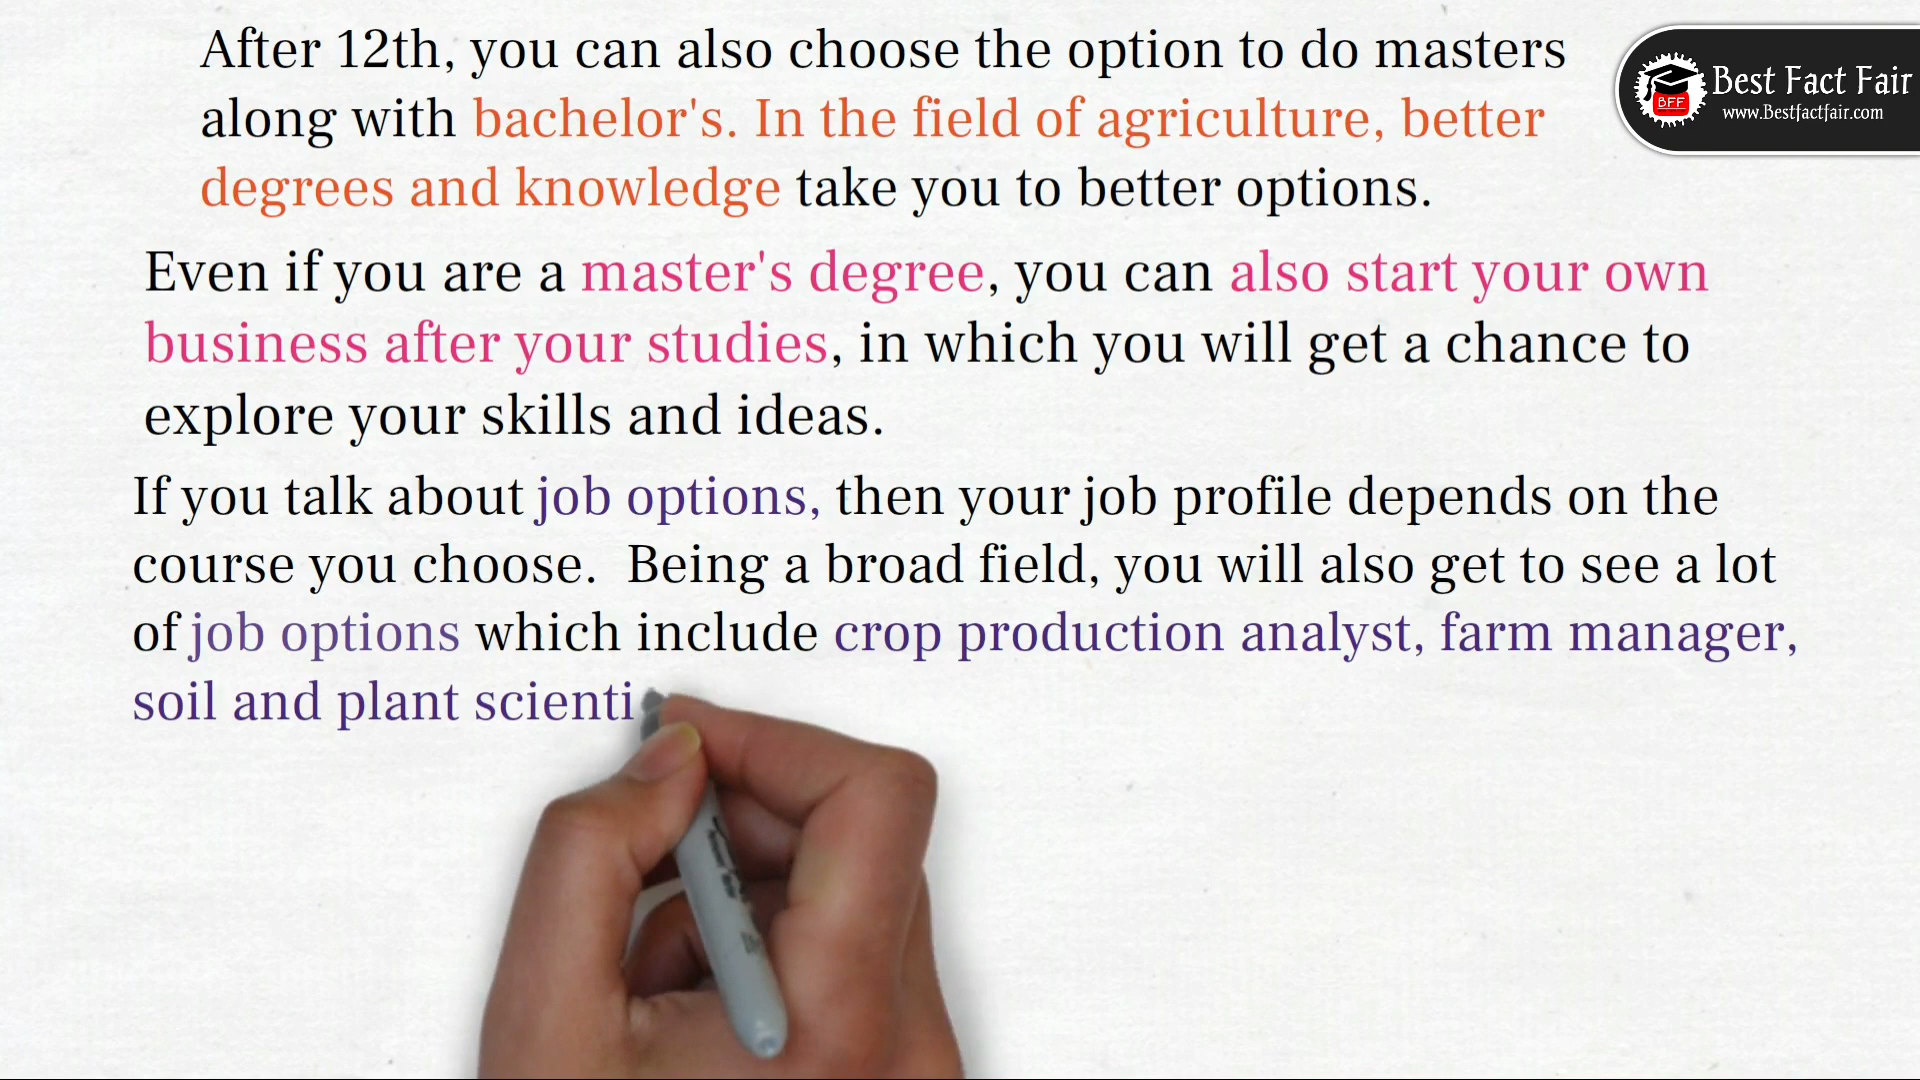 After 12th, you can also choose the option to do masters
along with bachelor's. In the field of agriculture, better
degrees and knowledge take you to better options.
Best Fact Fair
www.Bestfactfair.com
BFF
Even if you are a master's degree, you can also start your own
business after your studies, in which you will get a chance to
explore your skills and ideas.
If you talk about job options, then your job profile depends on the
course you choose.  Being a broad field, you will also get to see a lot
of job options which include crop production analyst, farm manager,
soil and plant scienti